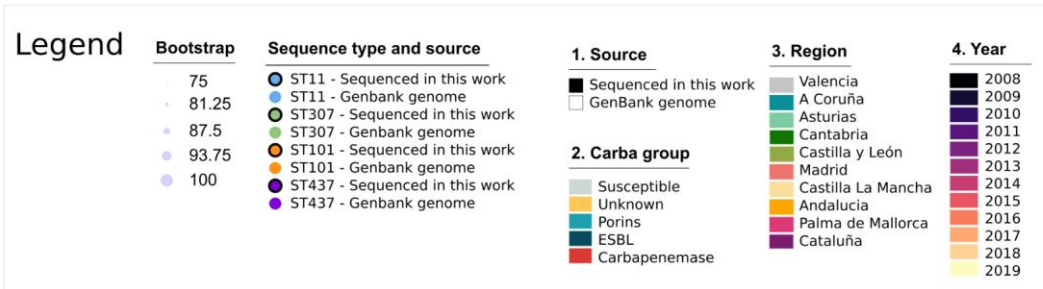 Legend
Bootstrap
75
81.25
87.5
93.75
100
Sequence type and source
ST11 - Sequenced in this work
ST11 - Genbank genome
ST307 - Sequenced in this work
ST307 - Genbank genome
ST101 - Sequenced in this work
ST101 - Genbank genome
ST437 - Sequenced in this work
ST437 - Genbank genome
1. Source
Sequenced in this work
GenBank genome
2. Carba group
Susceptible
Unknown
Porins
ESBL
Carbapenemase
3. Region
Valencia
A Coruña
Asturias
Cantabria
Castilla y León
Madrid
Castilla La Mancha
Andalucia
Palma de Mallorca
Cataluña
4. Year
2008
2009
2010
2011
2012
2013
2014
2015
2016
2017
2018
2019